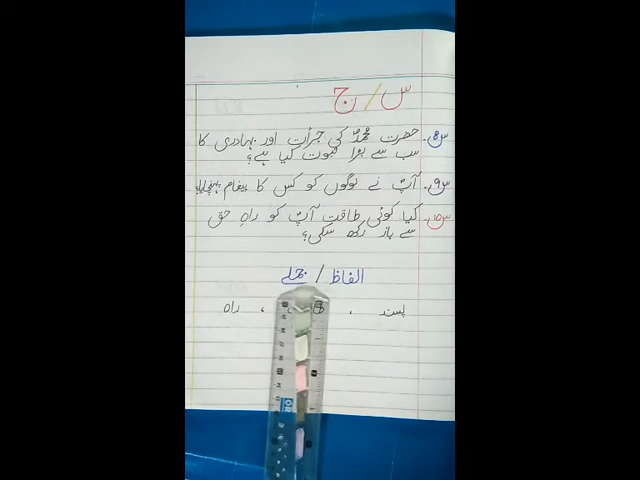 س / ج
س۸۔ حضرت محمدؐ کی جرأت اور بہادری کا
سب سے بڑا ثبوت کیا ہے؟
س۹۔ آپؐ نے لوگوں کو کس کا پیغام پہنچایا؟
س۱۰۔ کیا کوئی طاقت آپؐ کو راہِ حق
سے باز رکھ سکی؟
الفاظ / جملے
پسند ، ، راہ